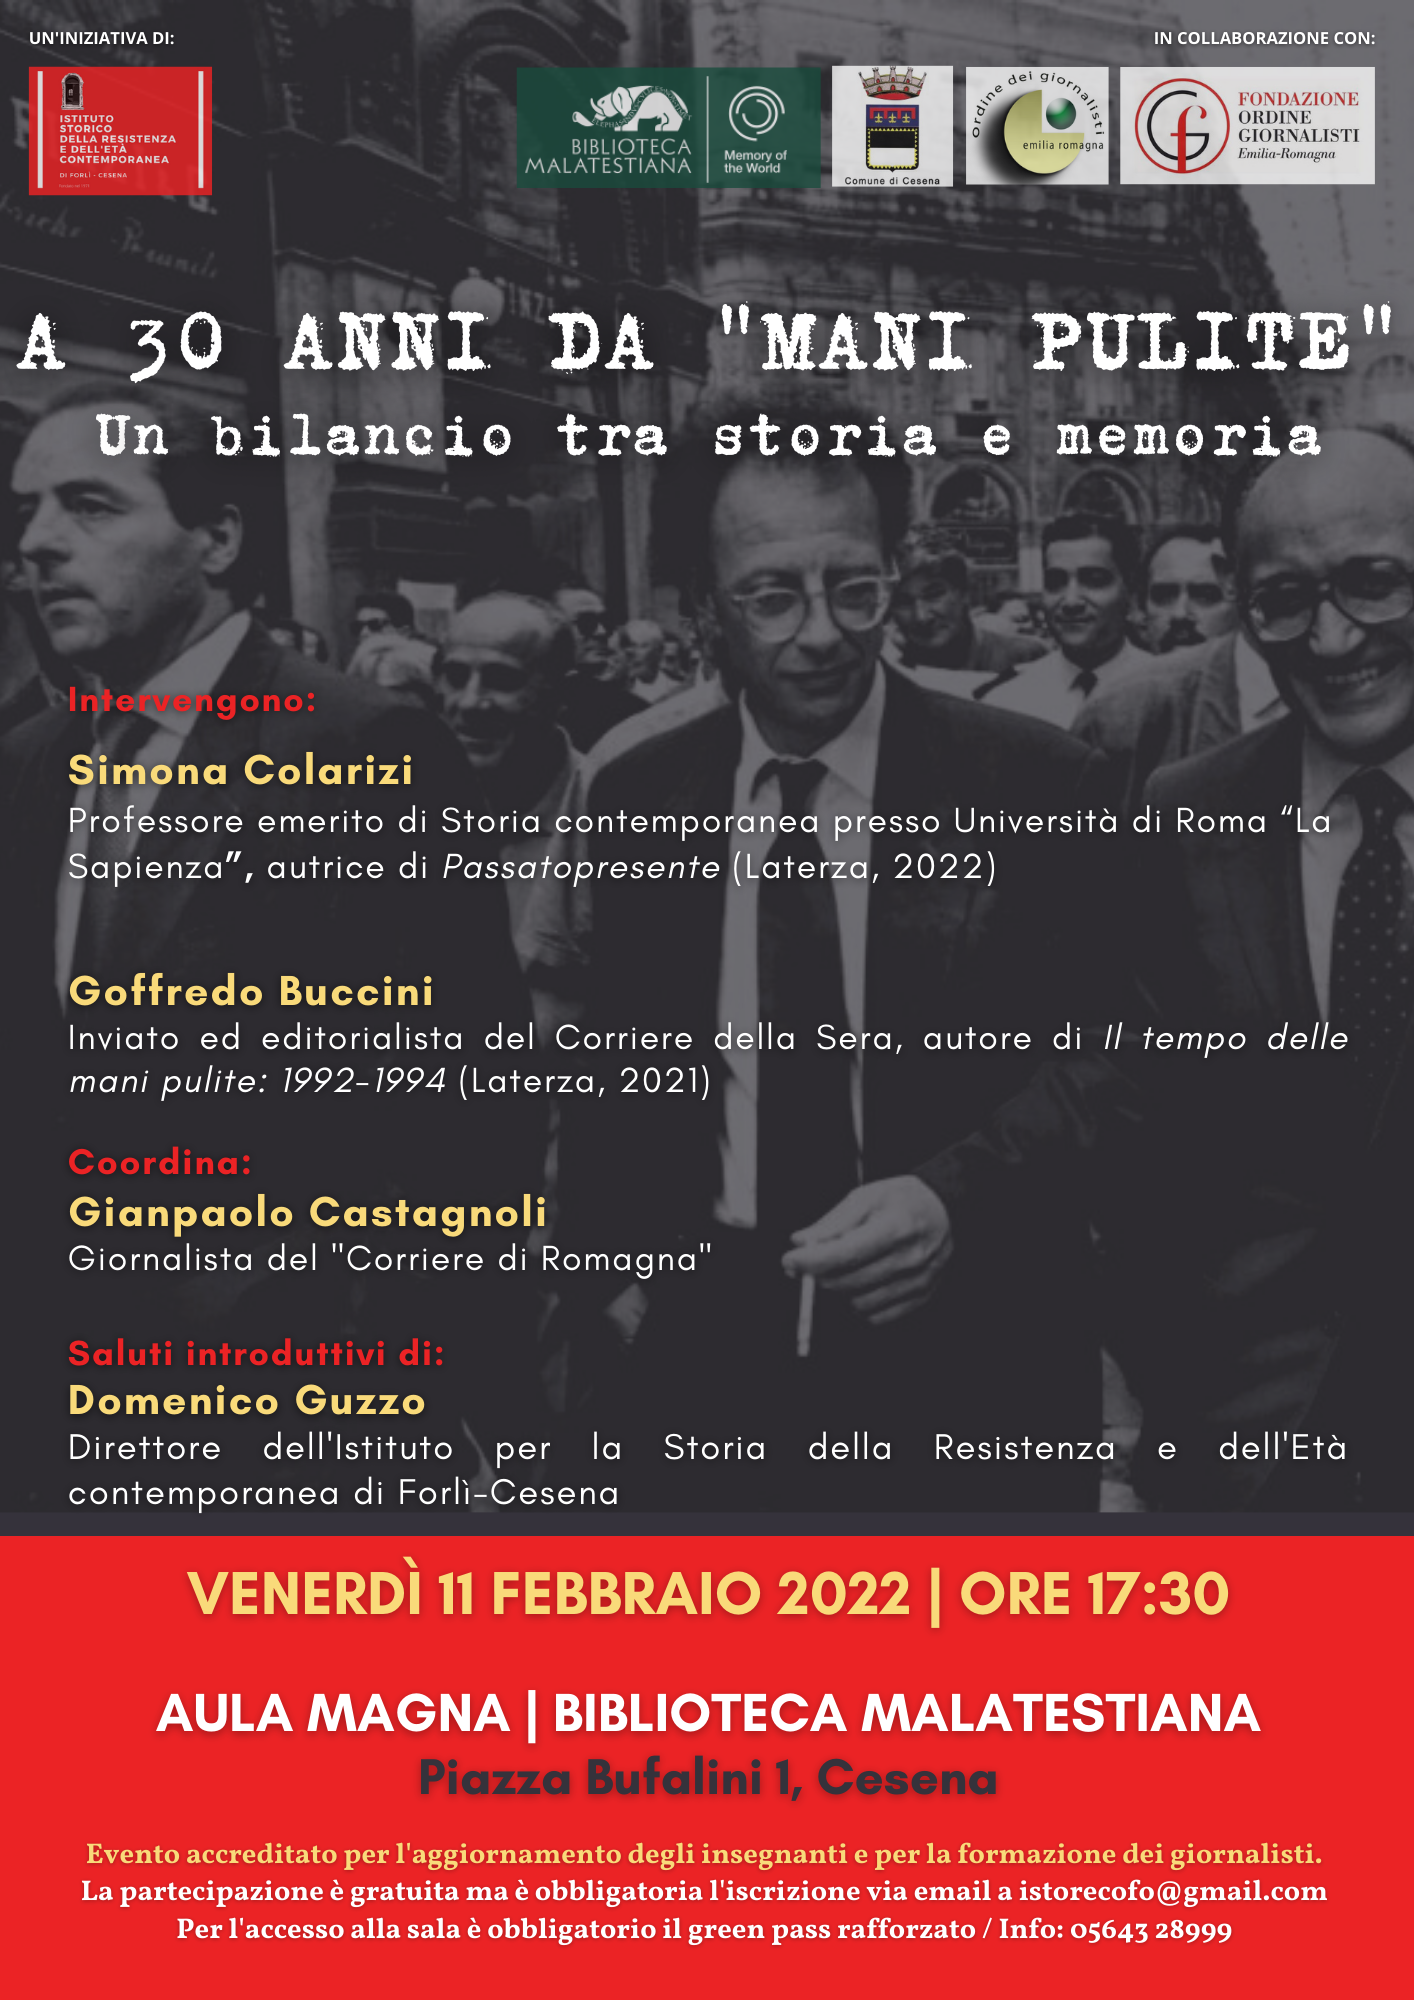 UN'INIZIATIVA DI:
IN COLLABORAZIONE CON:
ISTITUTO
STORICO
DELLA RESISTENZA
E DELL'ETÀ
CONTEMPORANEA
DI FORLÌ - CESENA
BIBLIOTECA
MALATESTIANA
Memory of
the World
Comune di Cesena
ordine dei giornalisti
emilia romagna
FONDAZIONE
ORDINE
GIORNALISTI
Emilia-Romagna
A 30 ANNI DA "MANI PULITE"
Un bilancio tra storia e memoria
Intervengono:
Simona Colarizi
Professore emerito di Storia contemporanea presso Università di Roma “La
Sapienza”, autrice di Passatopresente (Laterza, 2022)
Goffredo Buccini
Inviato ed editorialista del Corriere della Sera, autore di Il tempo delle
mani pulite: 1992-1994 (Laterza, 2021)
Coordina:
Gianpaolo Castagnoli
Giornalista del "Corriere di Romagna"
Saluti introduttivi di:
Domenico Guzzo
Direttore dell'Istituto per la Storia della Resistenza e dell'Età
contemporanea di Forlì-Cesena
VENERDÌ 11 FEBBRAIO 2022 | ORE 17:30
AULA MAGNA | BIBLIOTECA MALATESTIANA
Piazza Bufalini 1, Cesena
Evento accreditato per l'aggiornamento degli insegnanti e per la formazione dei giornalisti.
La partecipazione è gratuita ma è obbligatoria l'iscrizione via email a istorecofo@gmail.com
Per l'accesso alla sala è obbligatorio il green pass rafforzato / Info: 05643 28999